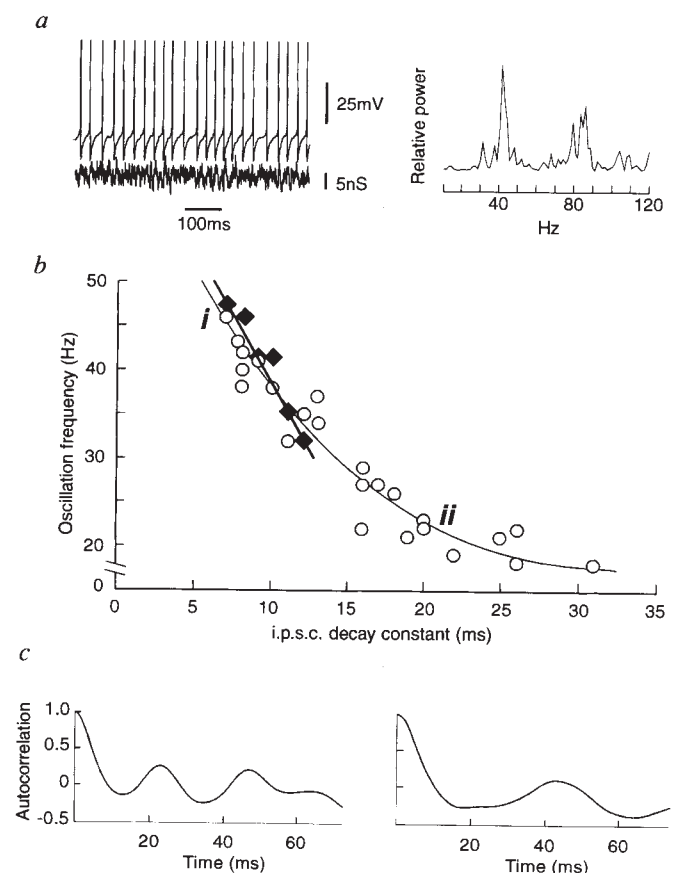 a
25mV
5nS
100ms
Relative power
40 80 120
Hz
b
50
40
30
20
0
Oscillation frequency (Hz)
i
ii
0 5 10 15 20 25 30 35
i.p.s.c. decay constant (ms)
c
Autocorrelation
1.0
0.5
0
-0.5
20 40 60
Time (ms)
20 40 60
Time (ms)